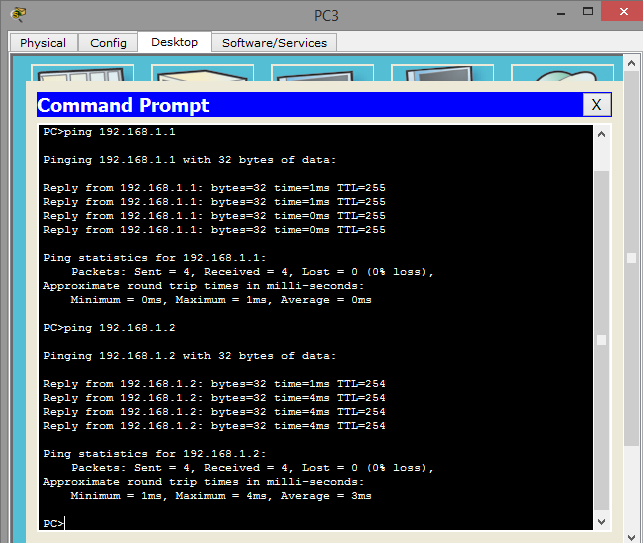 PC3
Physical Config Desktop Software/Services
Command Prompt X
PC>ping 192.168.1.1
Pinging 192.168.1.1 with 32 bytes of data:
Reply from 192.168.1.1: bytes=32 time=1ms TTL=255
Reply from 192.168.1.1: bytes=32 time=1ms TTL=255
Reply from 192.168.1.1: bytes=32 time=0ms TTL=255
Reply from 192.168.1.1: bytes=32 time=0ms TTL=255
Ping statistics for 192.168.1.1:
Packets: Sent = 4, Received = 4, Lost = 0 (0% loss),
Approximate round trip times in milli-seconds:
Minimum = 0ms, Maximum = 1ms, Average = 0ms
PC>ping 192.168.1.2
Pinging 192.168.1.2 with 32 bytes of data:
Reply from 192.168.1.2: bytes=32 time=1ms TTL=254
Reply from 192.168.1.2: bytes=32 time=4ms TTL=254
Reply from 192.168.1.2: bytes=32 time=4ms TTL=254
Reply from 192.168.1.2: bytes=32 time=4ms TTL=254
Ping statistics for 192.168.1.2:
Packets: Sent = 4, Received = 4, Lost = 0 (0% loss),
Approximate round trip times in milli-seconds:
Minimum = 1ms, Maximum = 4ms, Average = 3ms
PC>